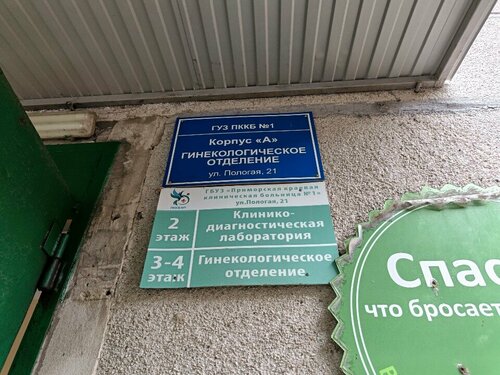 ГУЗ ПККБ №1
Корпус «А»
ГИНЕКОЛОГИЧЕСКОЕ
ОТДЕЛЕНИЕ
ул. Пологая, 21
ГБУЗ «Приморская краевая
клиническая больница №1»
ул.Пологая, 21
2
этаж
Клинико-
диагностическая
лаборатория
3-4
этаж
Гинекологическое
отделение
Спас
что бросает